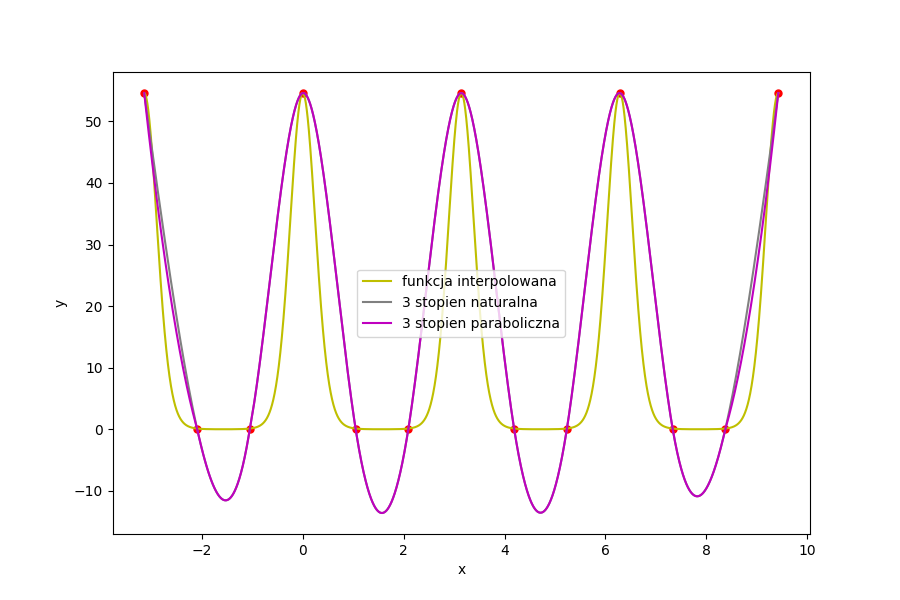 50
40
30
20
10
0
−10
y
funkcja interpolowana
3 stopien naturalna
3 stopien paraboliczna
−2
0
2
4
6
8
10
x